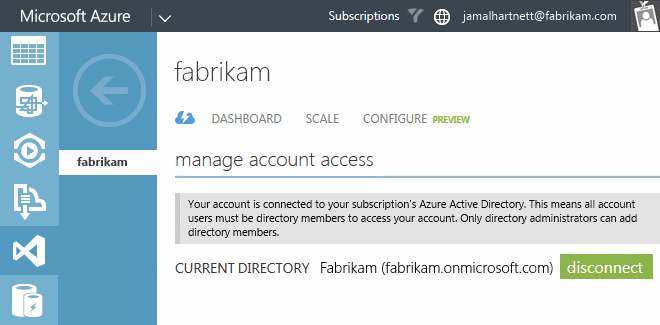 Microsoft Azure Subscriptions jamalhartnett@fabrikam.com
fabrikam
DASHBOARD SCALE CONFIGURE PREVIEW
fabrikam
manage account access
Your account is connected to your subscription's Azure Active Directory. This means all account
users must be directory members to access your account. Only directory administrators can add
directory members.
CURRENT DIRECTORY Fabrikam (fabrikam.onmicrosoft.com) disconnect